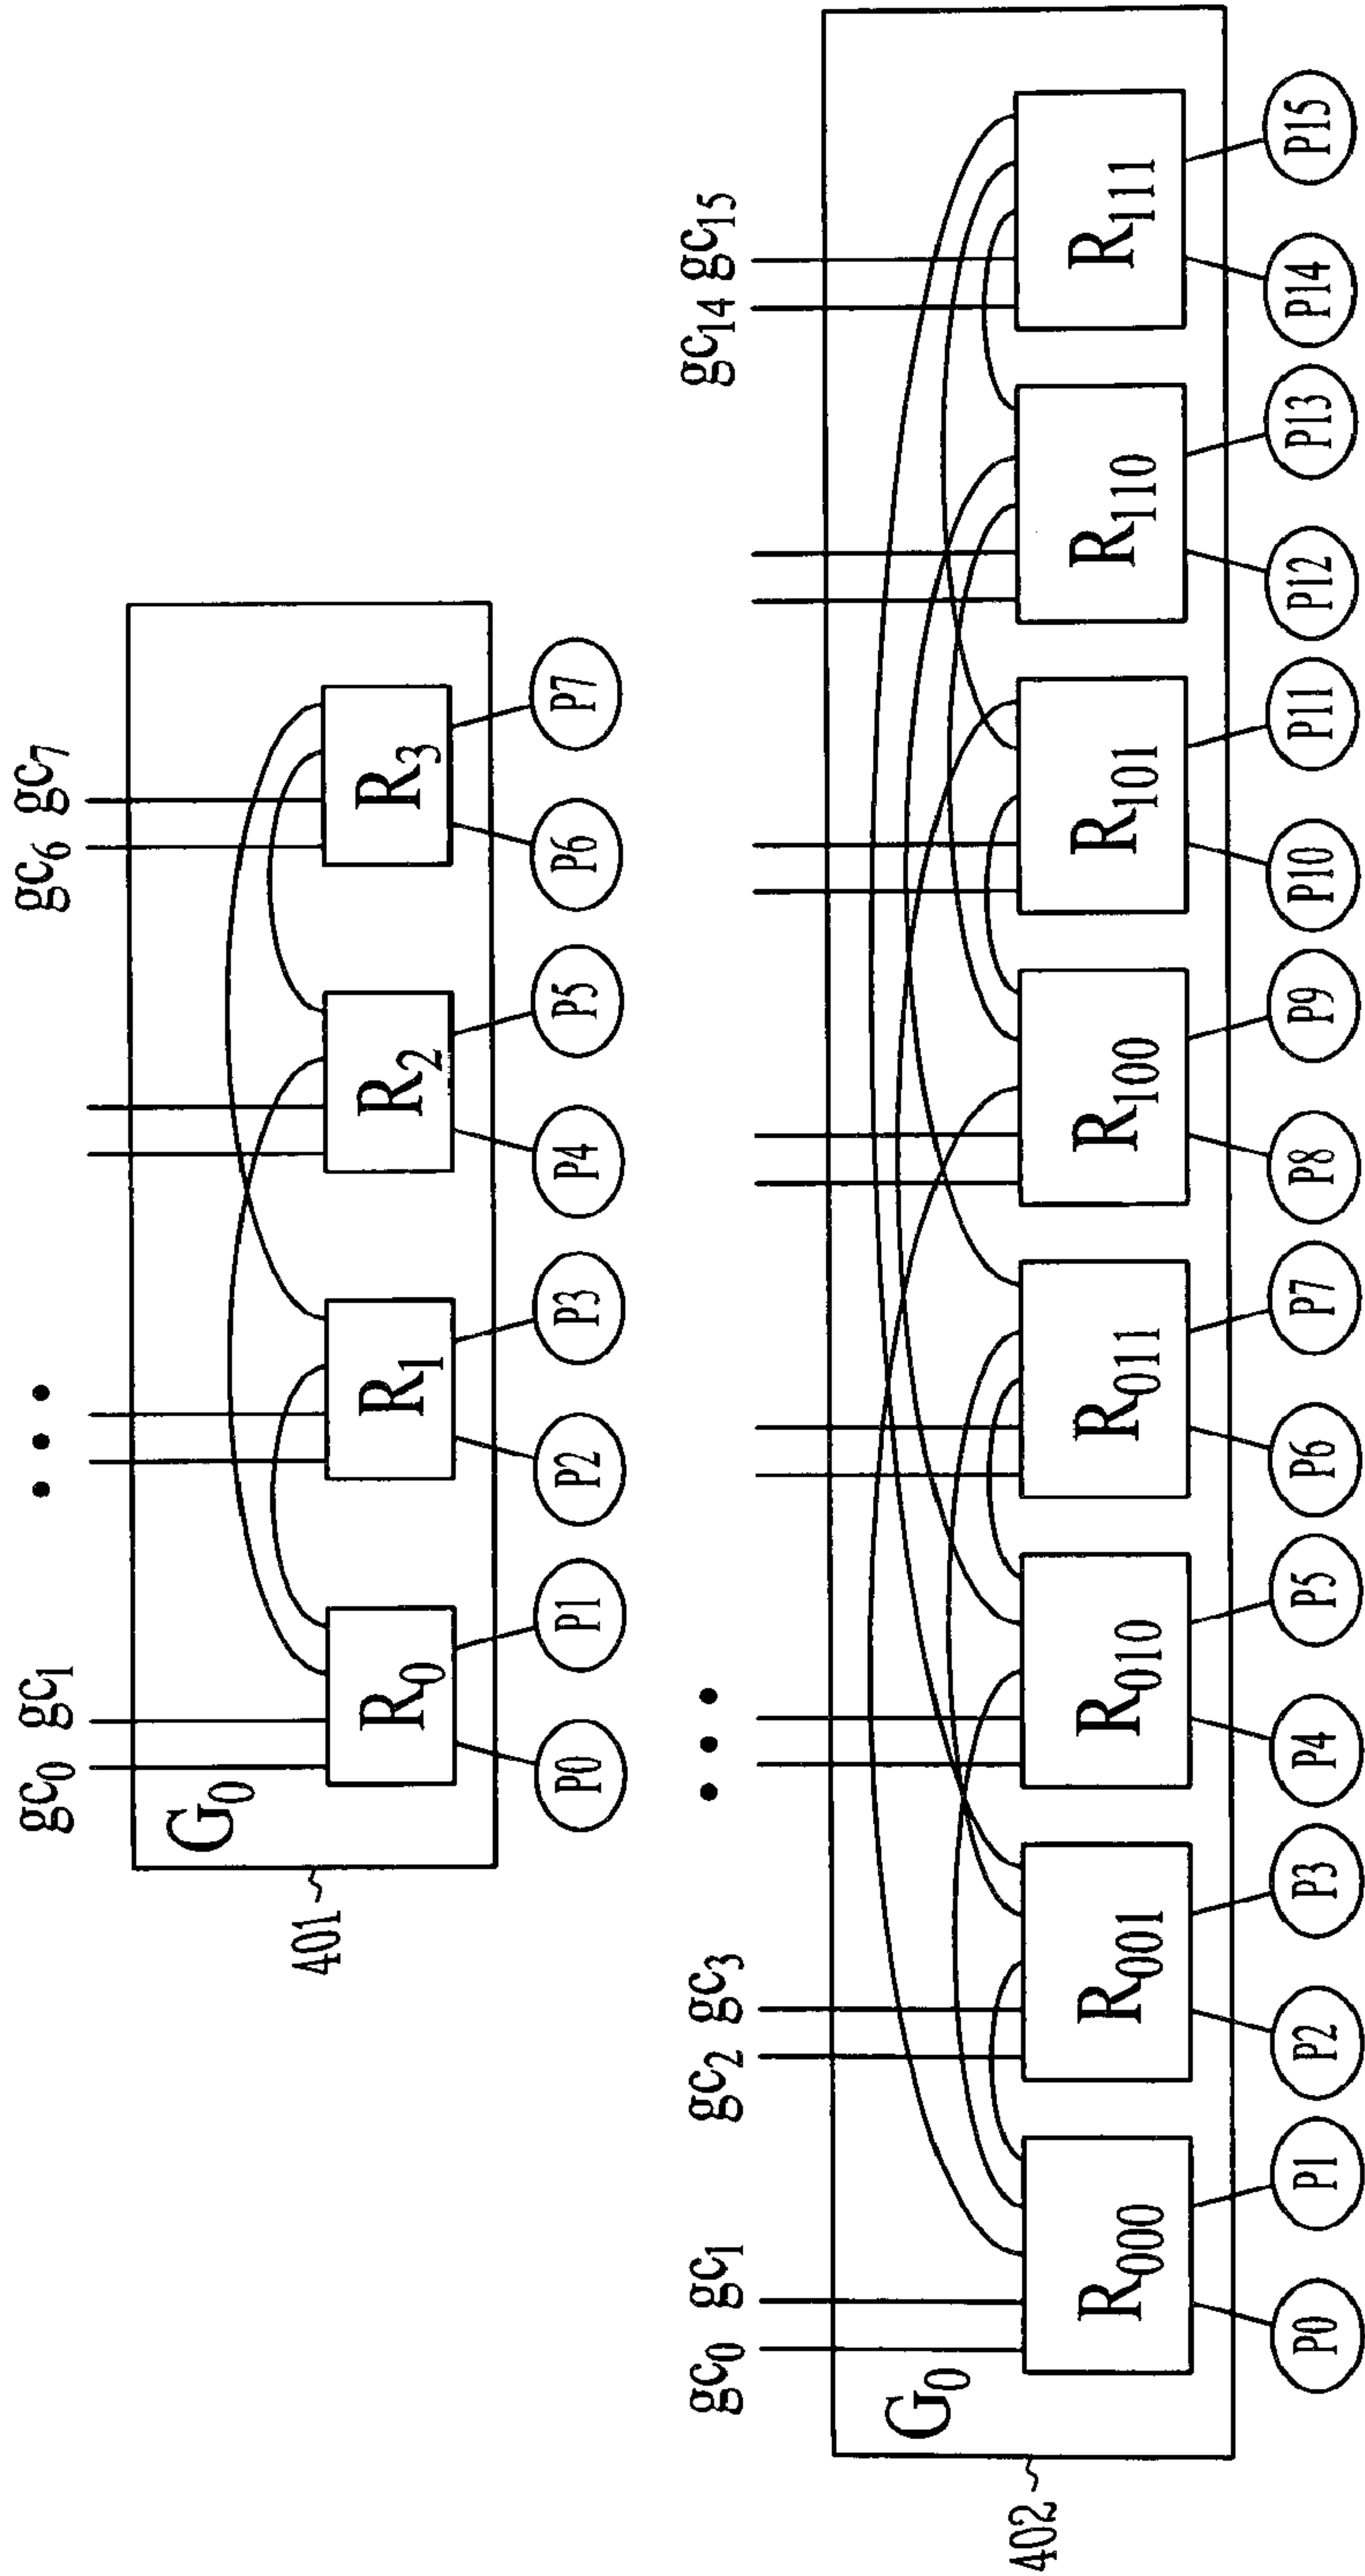 gc0 gc1 • • • gc6 gc7
G0
R0 R1 R2 R3
401
P0 P1 P2 P3 P4 P5 P6 P7
gc0 gc1 gc2 gc3 • • • gc14 gc15
G0
R000 R001 R010 R011 R100 R101 R110 R111
402
P0 P1 P2 P3 P4 P5 P6 P7 P8 P9 P10 P11 P12 P13 P14 P15